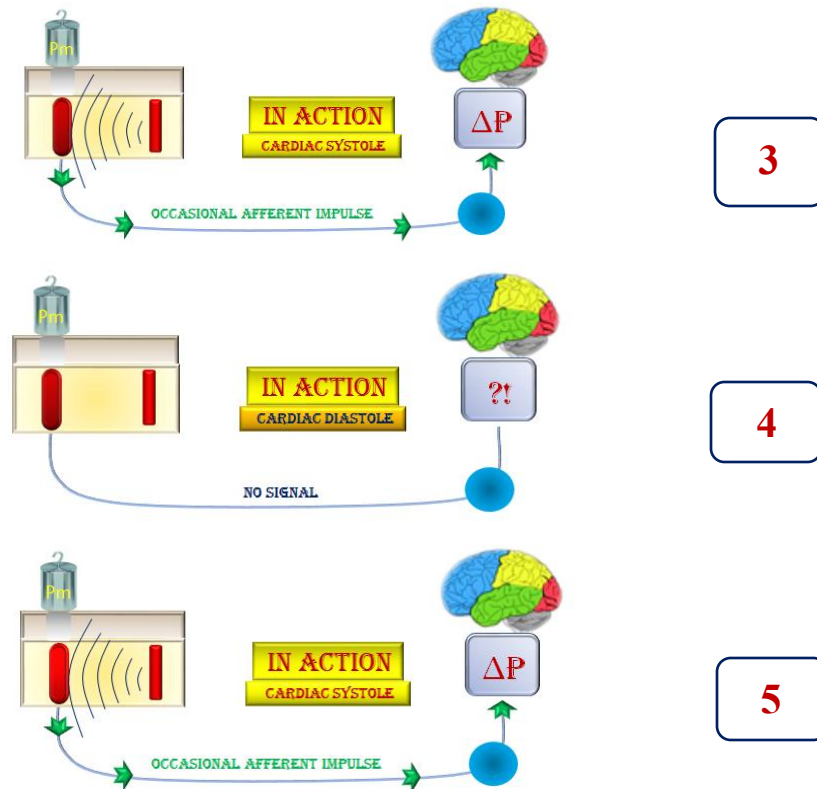 Pm
IN ACTION
CARDIAC SYSTOLE
ΔP
3
OCCASIONAL AFFERENT IMPULSE
Pm
IN ACTION
CARDIAC DIASTOLE
?!
4
NO SIGNAL
Pm
IN ACTION
CARDIAC SYSTOLE
ΔP
5
OCCASIONAL AFFERENT IMPULSE